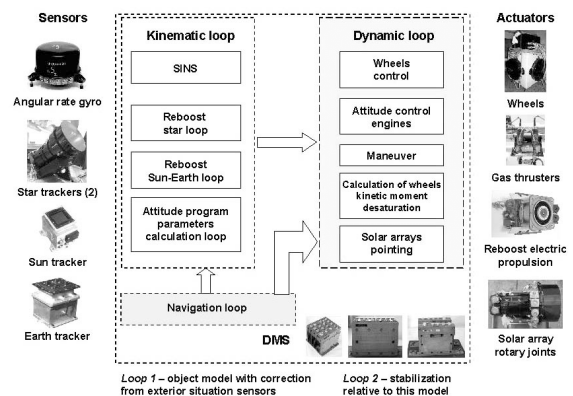 Sensors
Angular rate gyro
Star trackers (2)
Sun tracker
Earth tracker
Kinematic loop
SINS
Reboost
star loop
Reboost
Sun-Earth loop
Attitude program
parameters
calculation loop
Navigation loop
Dynamic loop
Wheels
control
Attitude control
engines
Maneuver
Calculation of wheels
kinetic moment
desaturation
Solar arrays
pointing
DMS
Actuators
Wheels
Gas thrusters
Reboost electric
propulsion
Solar array
rotary joints
Loop 1 – object model with correction
from exterior situation sensors
Loop 2 – stabilization
relative to this model